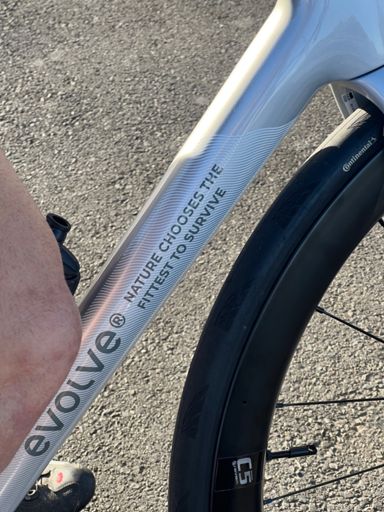 evolve®
NATURE CHOOSES THE
FITTEST TO SURVIVE
Continental
C5